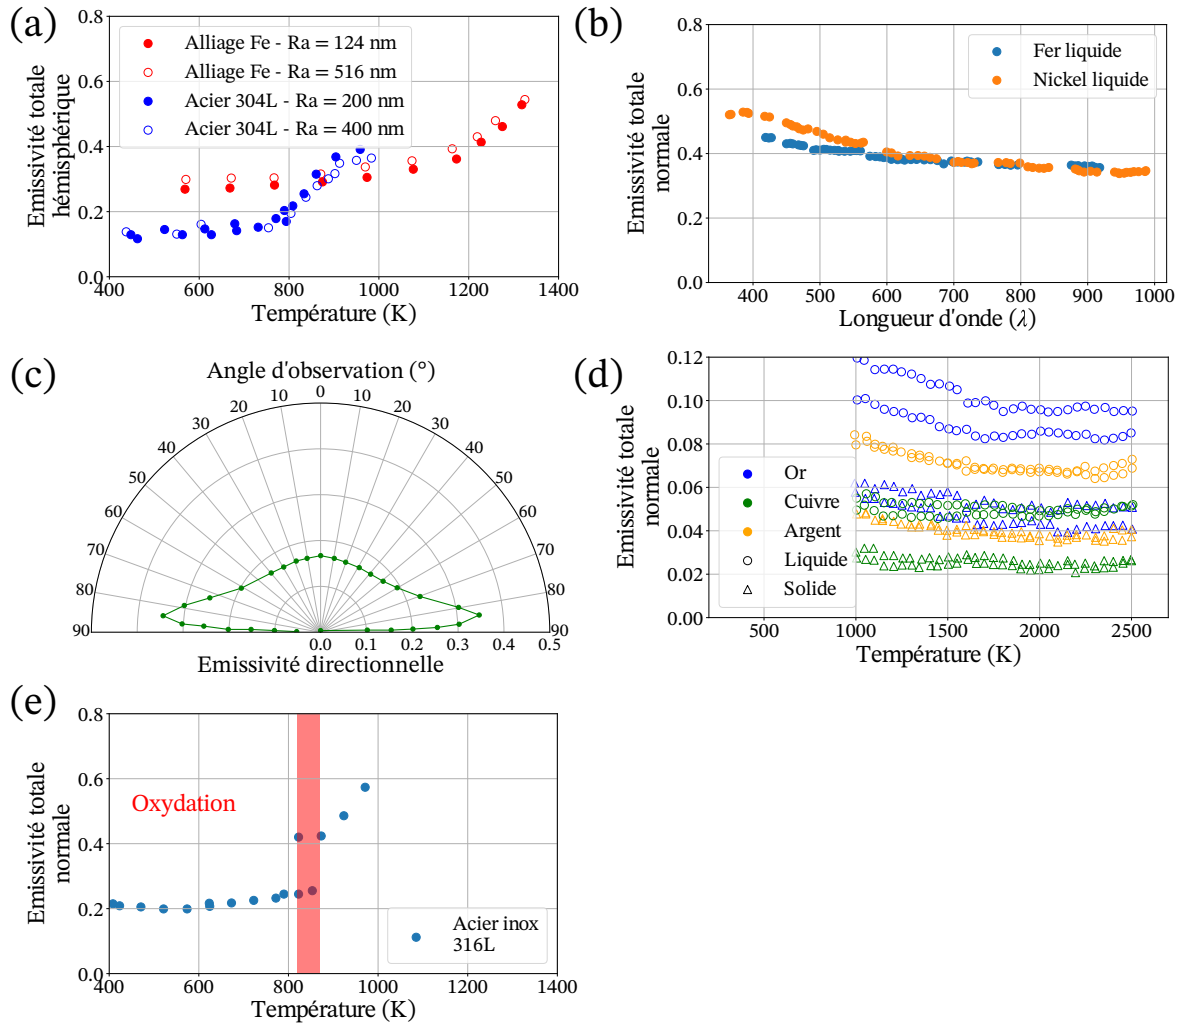 (a)
0.8
0.6
0.4
0.2
0.0
Emissivité totale
hémisphérique
Alliage Fe - Ra = 124 nm
Alliage Fe - Ra = 516 nm
Acier 304L - Ra = 200 nm
Acier 304L - Ra = 400 nm
400 600 800 1000 1200 1400
Température (K)
(b)
0.8
0.6
0.4
0.2
0.0
Emissivité totale
normale
Fer liquide
Nickel liquide
400 500 600 700 800 900 1000
Longueur d'onde (λ)
(c)
Angle d'observation (°)
90 80 70 60 50 40 30 20 10 0 10 20 30 40 50 60 70 80 90
0.0 0.1 0.2 0.3 0.4 0.5
Emissivité directionnelle
(d)
0.12
0.10
0.08
0.06
0.04
0.02
0.00
Emissivité totale
normale
Or
Cuivre
Argent
Liquide
Solide
500 1000 1500 2000 2500
Température (K)
(e)
0.8
0.6
0.4
0.2
0.0
Emissivité totale
normale
Oxydation
Acier inox
316L
400 600 800 1000 1200 1400
Température (K)